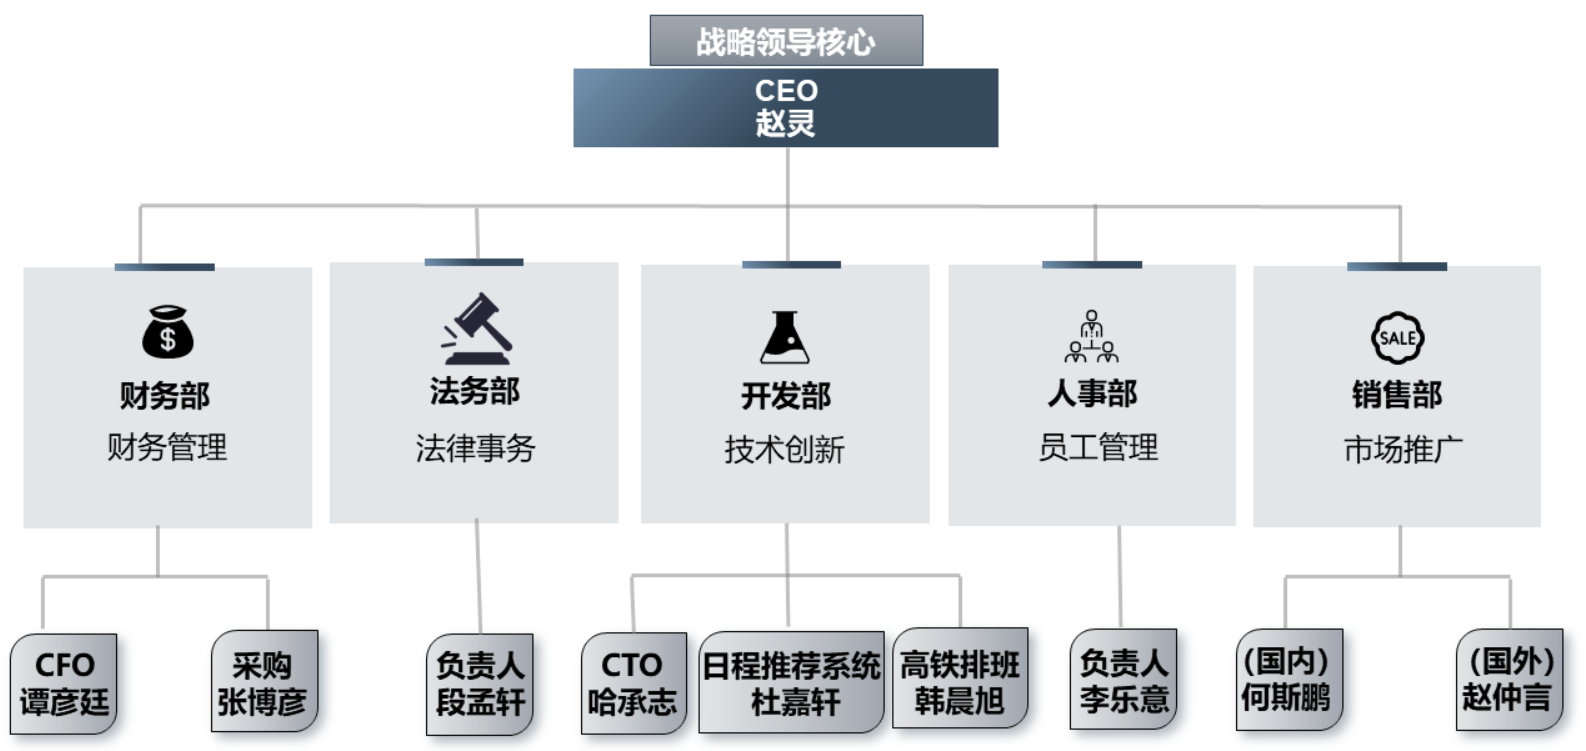 战略领导核心
CEO
赵灵
$
财务部
财务管理
法务部
法律事务
开发部
技术创新
人事部
员工管理
SALE
销售部
市场推广
CFO
谭彦廷
采购
张博彦
负责人
段孟轩
CTO
哈承志
日程推荐系统
杜嘉轩
高铁排班
韩晨旭
负责人
李乐意
（国内）
何斯鹏
（国外）
赵仲言